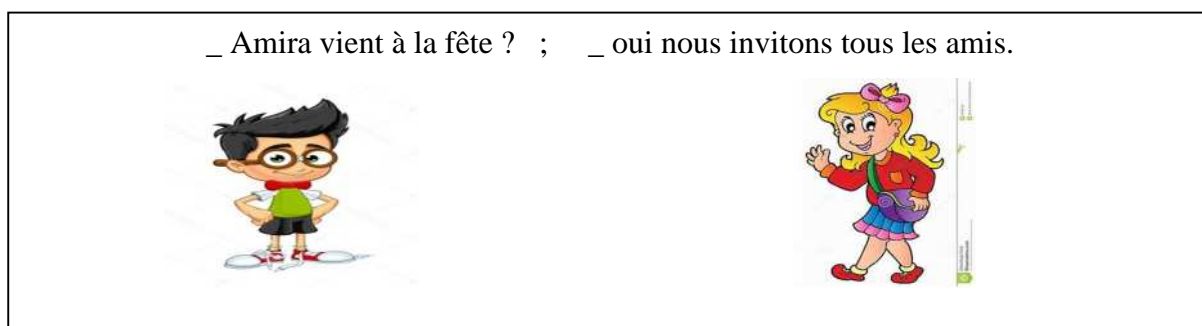 _ Amira vient à la fête ?   ;     _ oui nous invitons tous les amis.